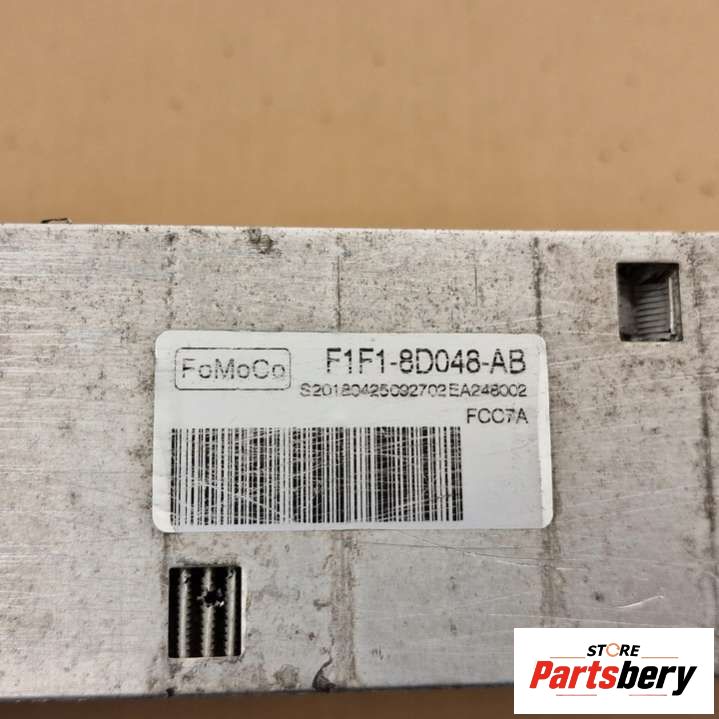 FoMoCo
F1F1-8D048-AB
S20180425092702EA248002
FCC7A
STORE
Partsbery